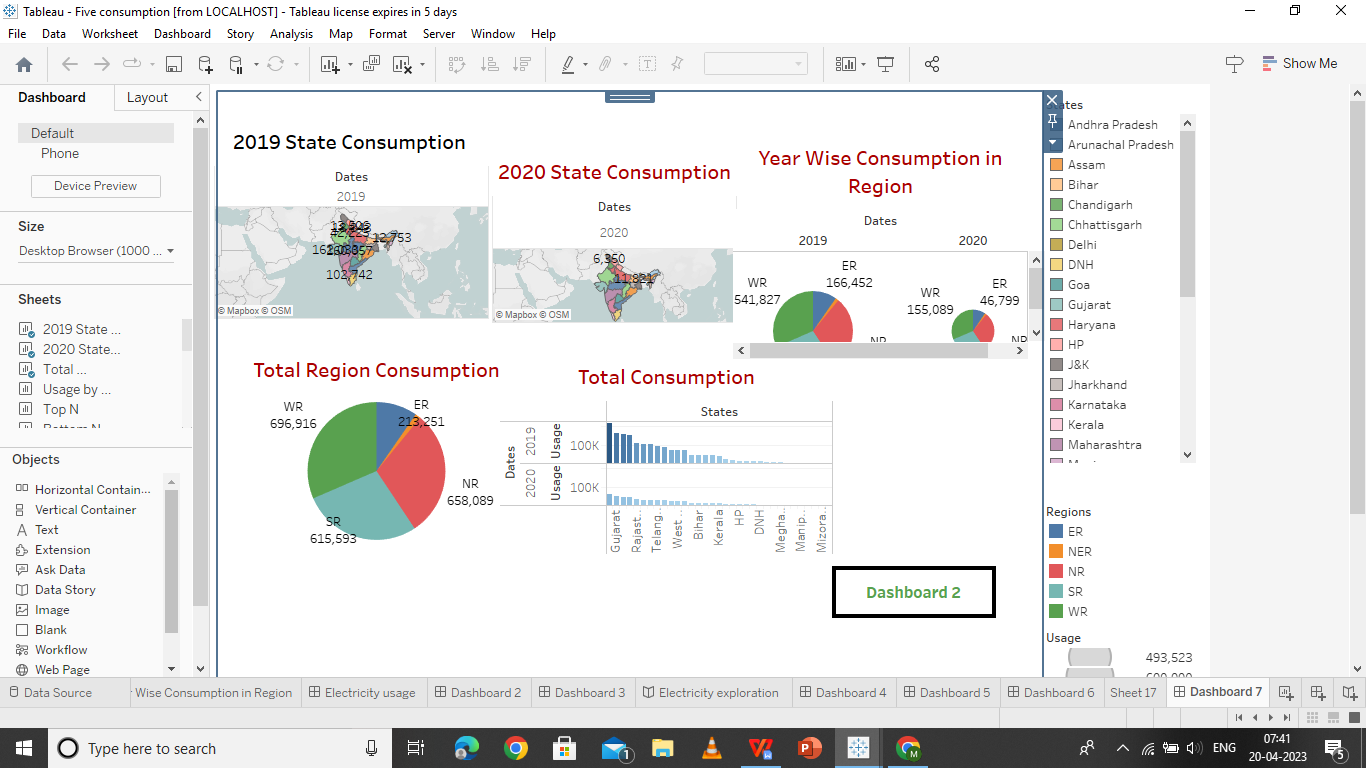 Tableau - Five consumption [from LOCALHOST] - Tableau license expires in 5 days
File Data Worksheet Dashboard Story Analysis Map Format Server Window Help
Show Me
Dashboard Layout
Default
Phone
Device Preview
Size
Desktop Browser (1000 ...
Sheets
2019 State ...
2020 State...
Total ...
Usage by ...
Top N
Objects
Horizontal Contain...
Vertical Container
Text
Extension
Ask Data
Data Story
Image
Blank
Workflow
Web Page
2019 State Consumption
Dates
2019
12,753
102,742
© Mapbox © OSM
2020 State Consumption
Dates
2020
6,350
11,821
© Mapbox © OSM
Year Wise Consumption in
Region
Dates
2019 2020
ER
166,452
WR
541,827
ER
46,799
WR
155,089
Total Region Consumption
WR
696,916
ER
213,251
NR
658,089
SR
615,593
Total Consumption
States
Dates
2019
Usage
100K
2020
Usage
100K
Gujarat
Rajast..
Telang..
West ..
Bihar
Kerala
HP
DNH
Megha..
Manip..
Mizora..
Dashboard 2
Andhra Pradesh
Arunachal Pradesh
Assam
Bihar
Chandigarh
Chhattisgarh
Delhi
DNH
Goa
Gujarat
Haryana
HP
J&K
Jharkhand
Karnataka
Kerala
Maharashtra
Regions
ER
NER
NR
SR
WR
Usage
493,523
Data Source Wise Consumption in Region Electricity usage Dashboard 2 Dashboard 3 Electricity exploration Dashboard 4 Dashboard 5 Dashboard 6 Sheet 17 Dashboard 7
Type here to search
1
ENG
07:41
20-04-2023
5